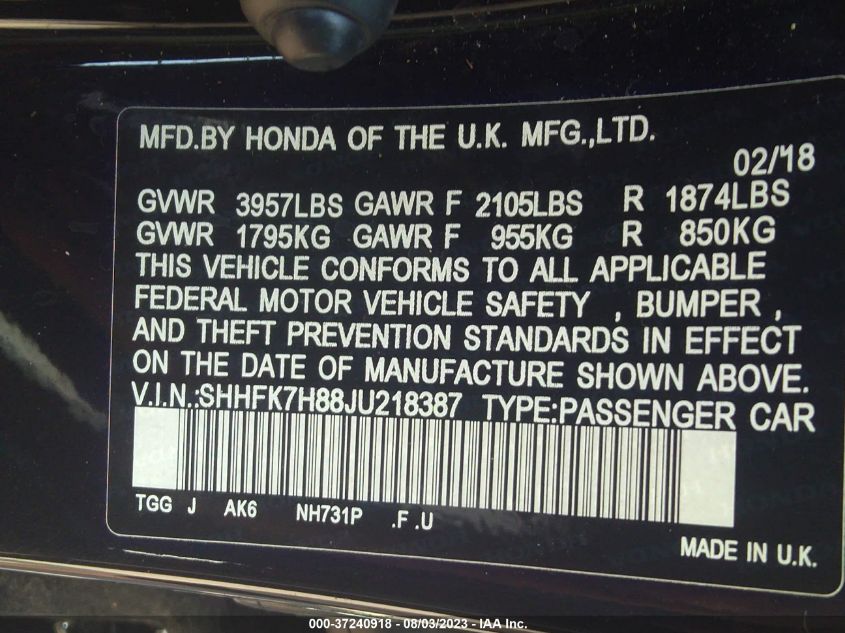 MFD.BY HONDA OF THE U.K. MFG.,LTD.
02/18
GVWR 3957LBS GAWR F 2105LBS R 1874LBS
GVWR 1795KG GAWR F 955KG R 850KG
THIS VEHICLE CONFORMS TO ALL APPLICABLE
FEDERAL MOTOR VEHICLE SAFETY , BUMPER ,
AND THEFT PREVENTION STANDARDS IN EFFECT
ON THE DATE OF MANUFACTURE SHOWN ABOVE.
V.I.N.:SHHFK7H88JU218387 TYPE:PASSENGER CAR
TGG J AK6 NH731P .F .U
MADE IN U.K.
000-37240918 - 08/03/2023 - IAA Inc.